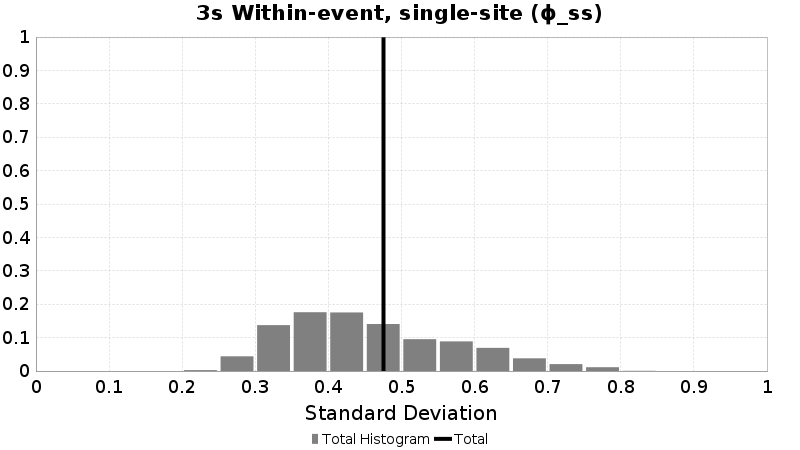 3s Within-event, single-site (ϕ_ss)
1
0.9
0.8
0.7
0.6
0.5
0.4
0.3
0.2
0.1
0
0 0.1 0.2 0.3 0.4 0.5 0.6 0.7 0.8 0.9 1
Standard Deviation
Total Histogram Total